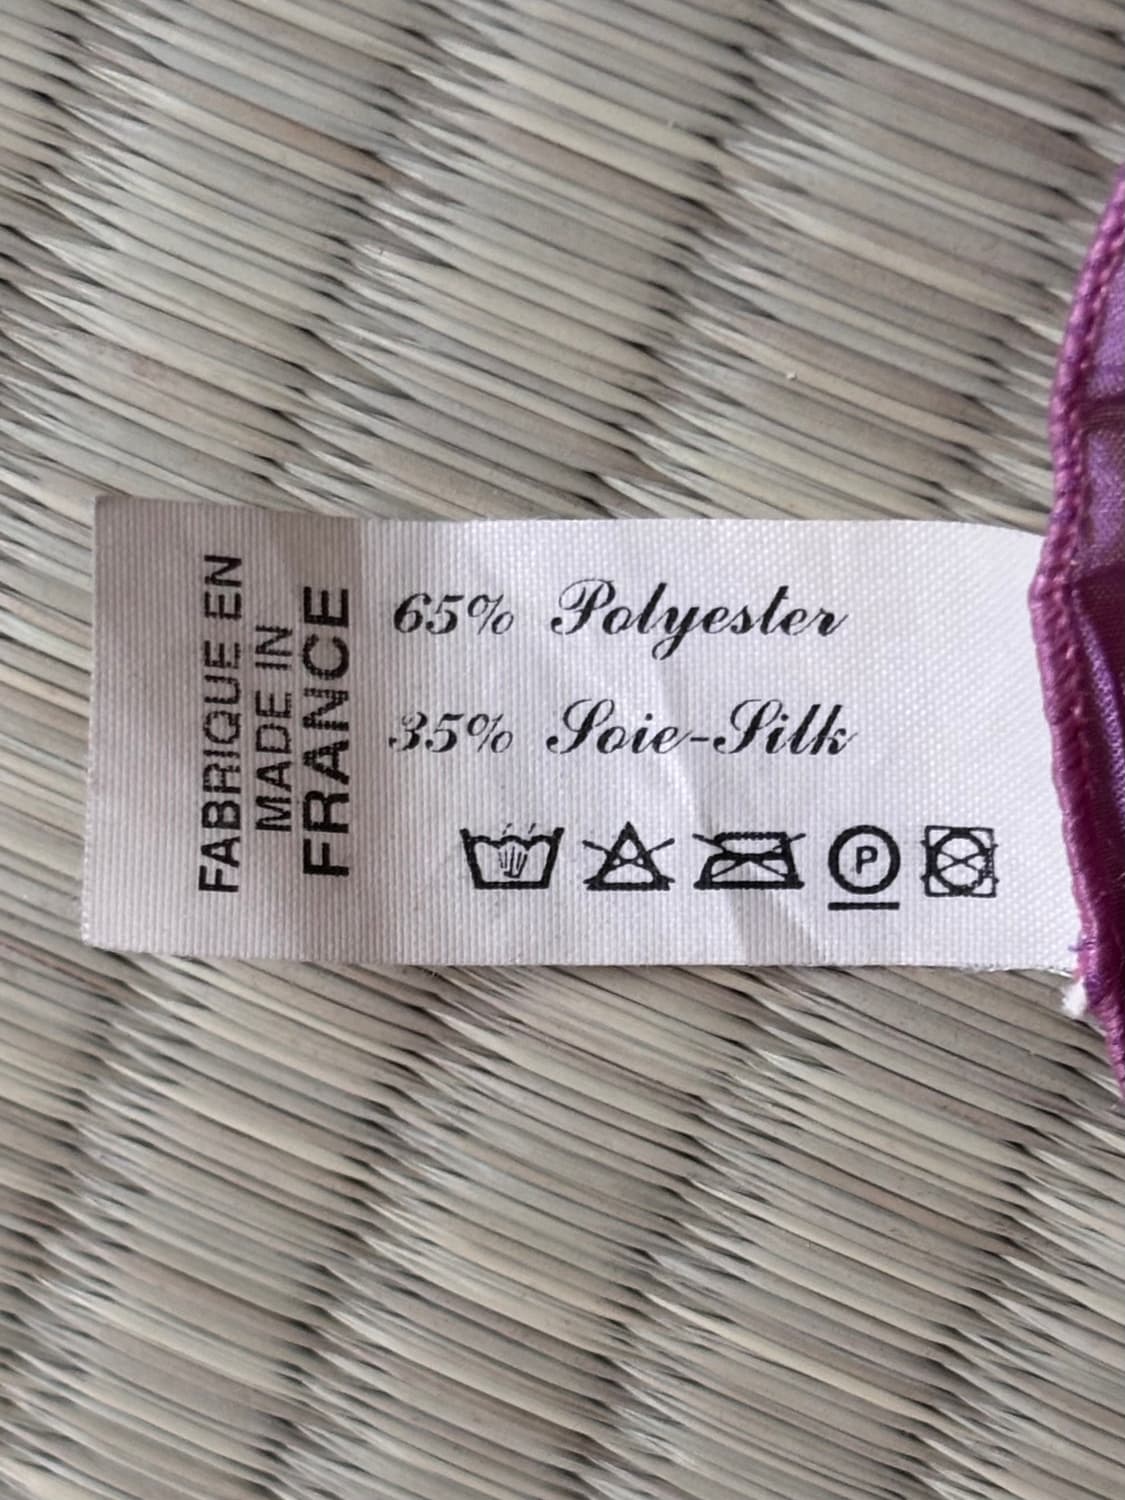 FABRIQUE EN
MADE IN
FRANCE
65% Polyester
35% Soie-Silk
P